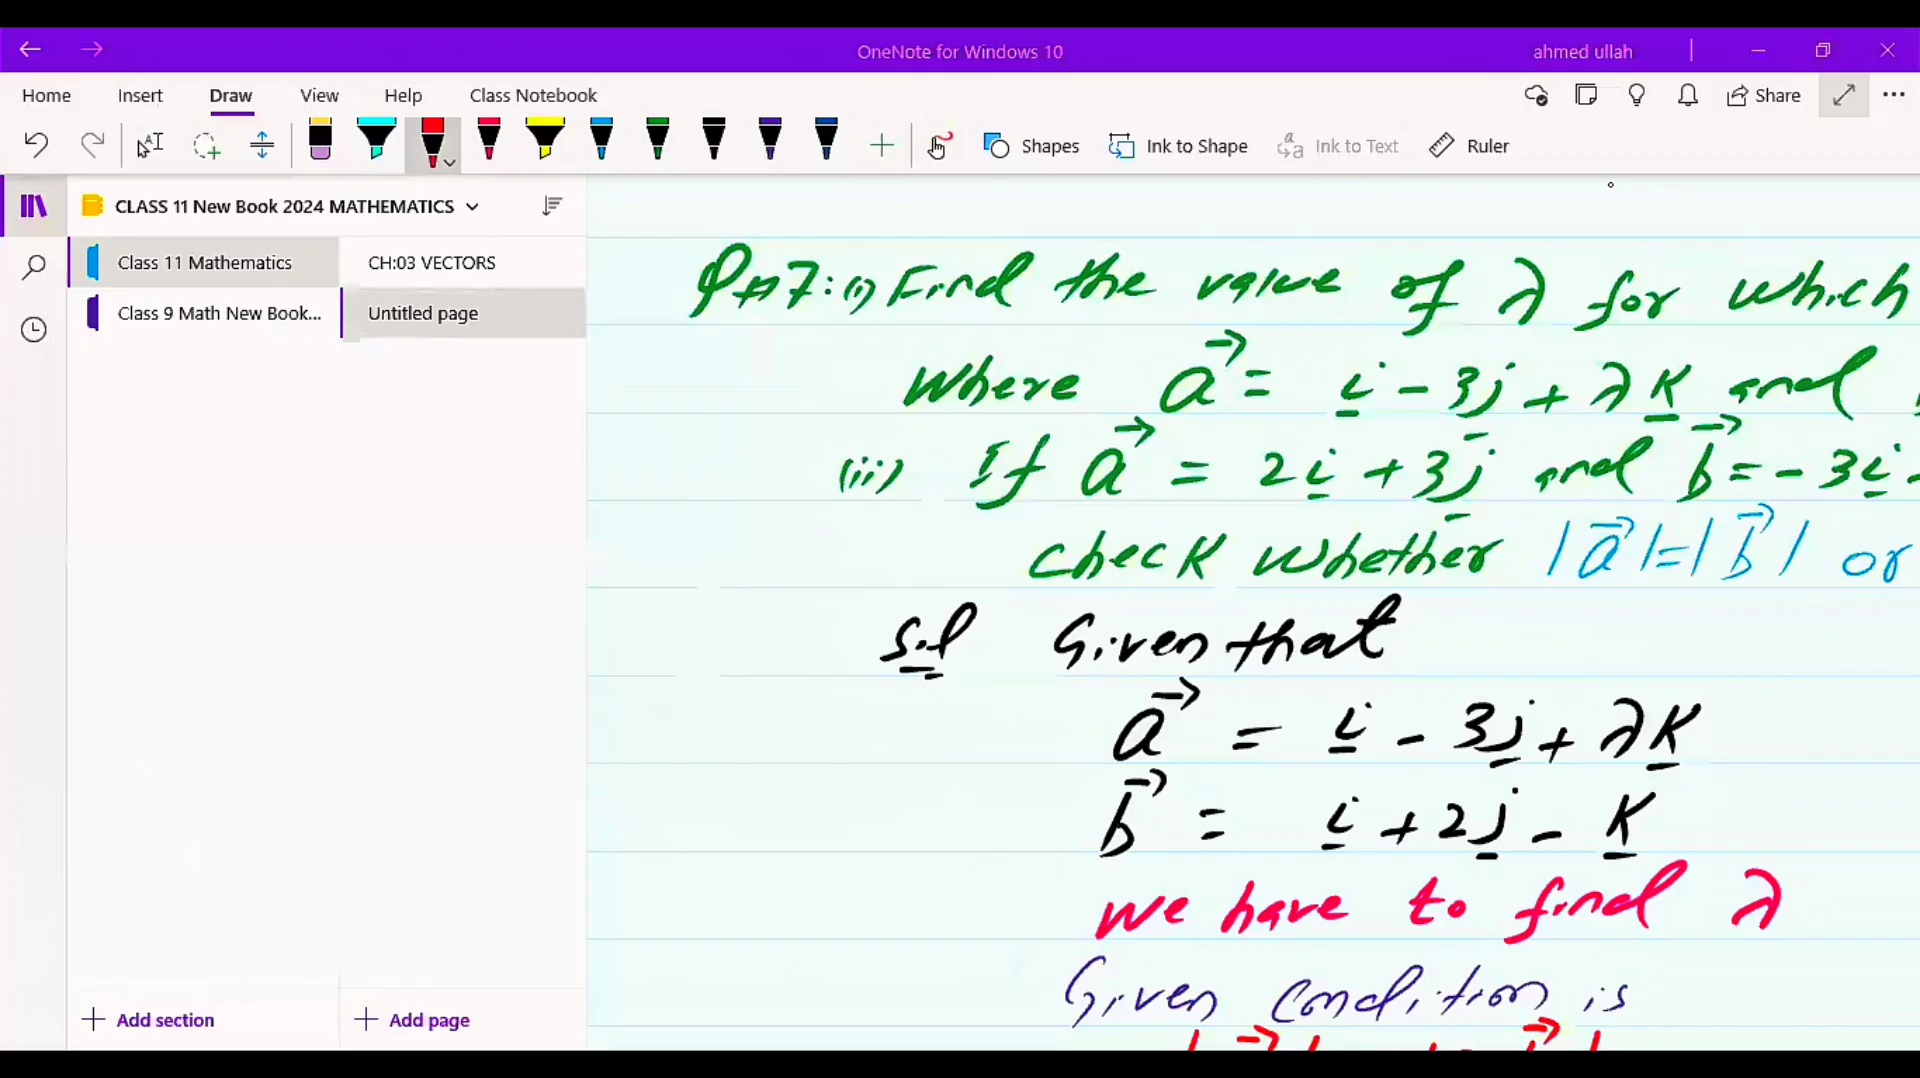 OneNote for Windows 10
ahmed ullah
Home Insert Draw View Help Class Notebook Share
Shapes Ink to Shape Ink to Text Ruler
CLASS 11 New Book 2024 MATHEMATICS
Class 11 Mathematics
CH:03 VECTORS
Class 9 Math New Book...
Untitled page
Q#7: (i) Find the value of λ for which
where a⃗ = i - 3j + λK and
(ii) If a⃗ = 2i + 3j and b⃗ = - 3i
check whether |a⃗| = |b⃗| or
Sol Given that
a⃗ = i - 3j + λK
b⃗ = i + 2j - K
we have to find λ
Given condition is
Add section
Add page